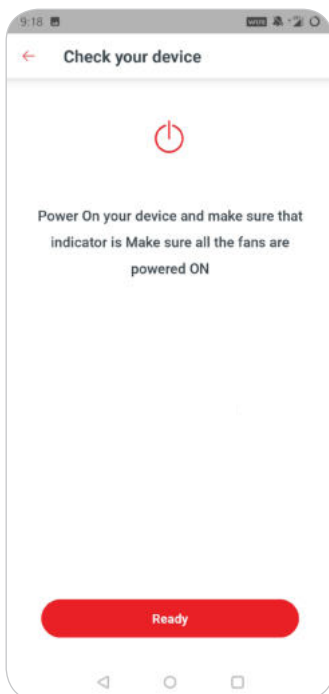 9:18
Check your device
Power On your device and make sure that
indicator is Make sure all the fans are
powered ON
Ready